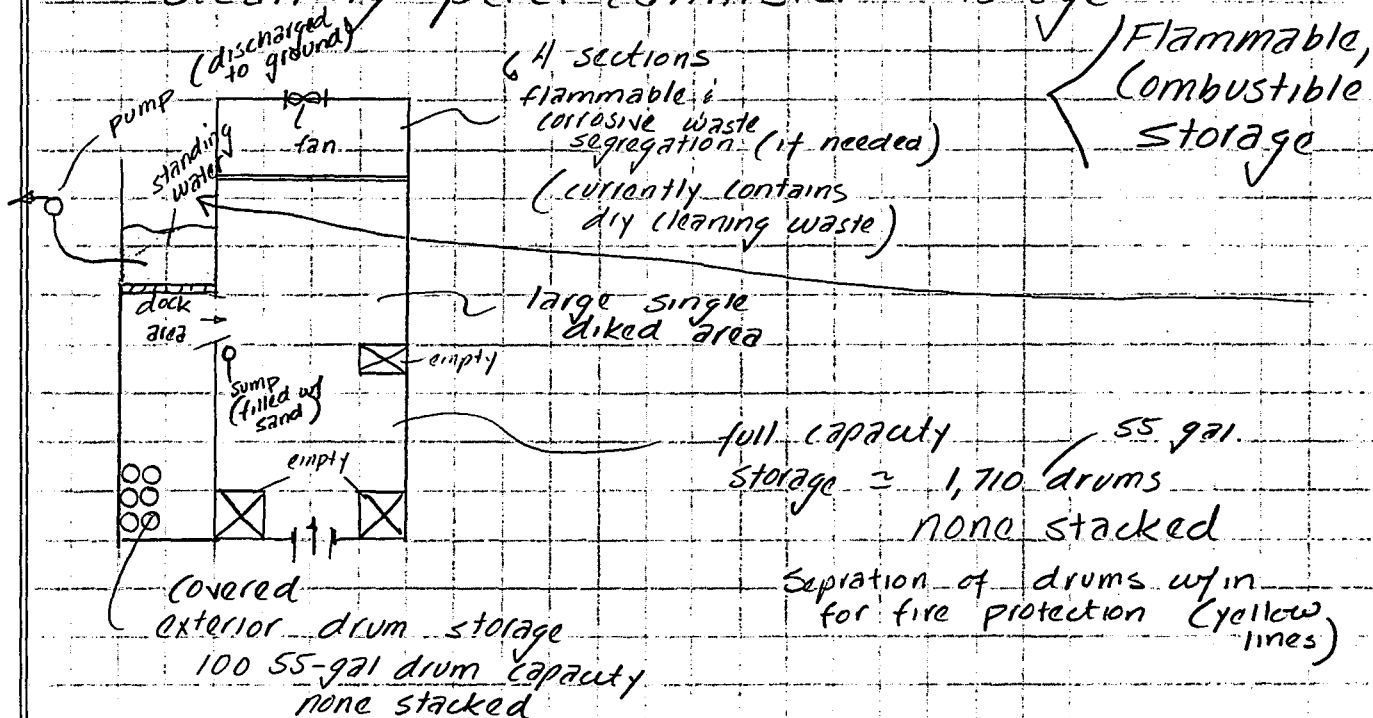 (discharged
to ground)
pump
standing
water
fan
4 sections
flammable &
corrosive waste
segregation (if needed)
(currently contains
dry cleaning waste)
Flammable,
Combustible
Storage
dock
area
large single
diked area
empty
sump
(filled w/
sand)
empty
full capacity
storage ≃ 1,710 drums
55 gal.
none stacked
Sepration of drums w/in
for fire protection (yellow
lines)
Covered
exterior drum storage
100 55-gal drum capacity
none stacked